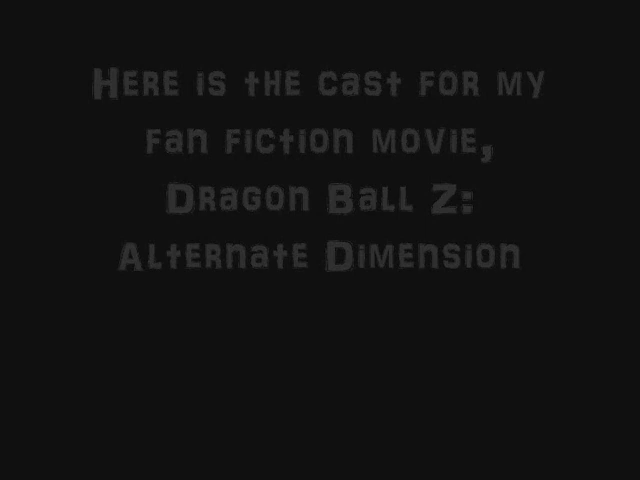 Here is the cast for my
fan fiction movie,
Dragon Ball Z:
Alternate Dimension